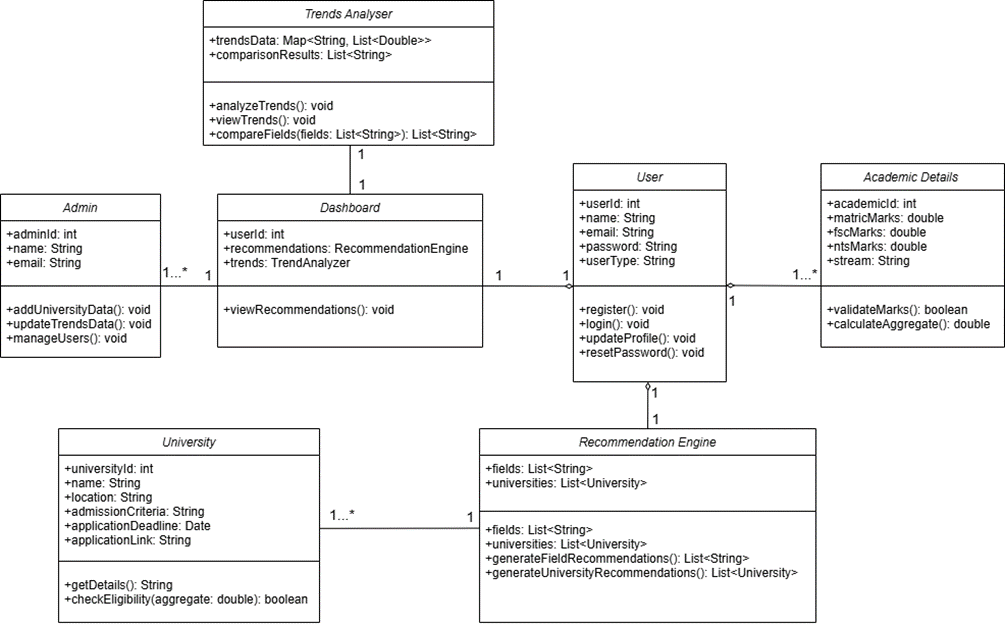 Trends Analyser
+trendsData: Map<String, List<Double>>
+comparisonResults: List<String>
+analyzeTrends(): void
+viewTrends(): void
+compareFields(fields: List<String>): List<String>
1
1
Admin
+adminId: int
+name: String
+email: String
+addUniversityData(): void
+updateTrendsData(): void
+manageUsers(): void
1...*
1
Dashboard
+userId: int
+recommendations: RecommendationEngine
+trends: TrendAnalyzer
+viewRecommendations(): void
1
1
User
+userId: int
+name: String
+email: String
+password: String
+userType: String
+register(): void
+login(): void
+updateProfile(): void
+resetPassword(): void
1
1...*
Academic Details
+academicId: int
+matricMarks: double
+fscMarks: double
+ntsMarks: double
+stream: String
+validateMarks(): boolean
+calculateAggregate(): double
1
1
University
+universityId: int
+name: String
+location: String
+admissionCriteria: String
+applicationDeadline: Date
+applicationLink: String
+getDetails(): String
+checkEligibility(aggregate: double): boolean
1...*
1
Recommendation Engine
+fields: List<String>
+universities: List<University>
+fields: List<String>
+universities: List<University>
+generateFieldRecommendations(): List<String>
+generateUniversityRecommendations(): List<University>